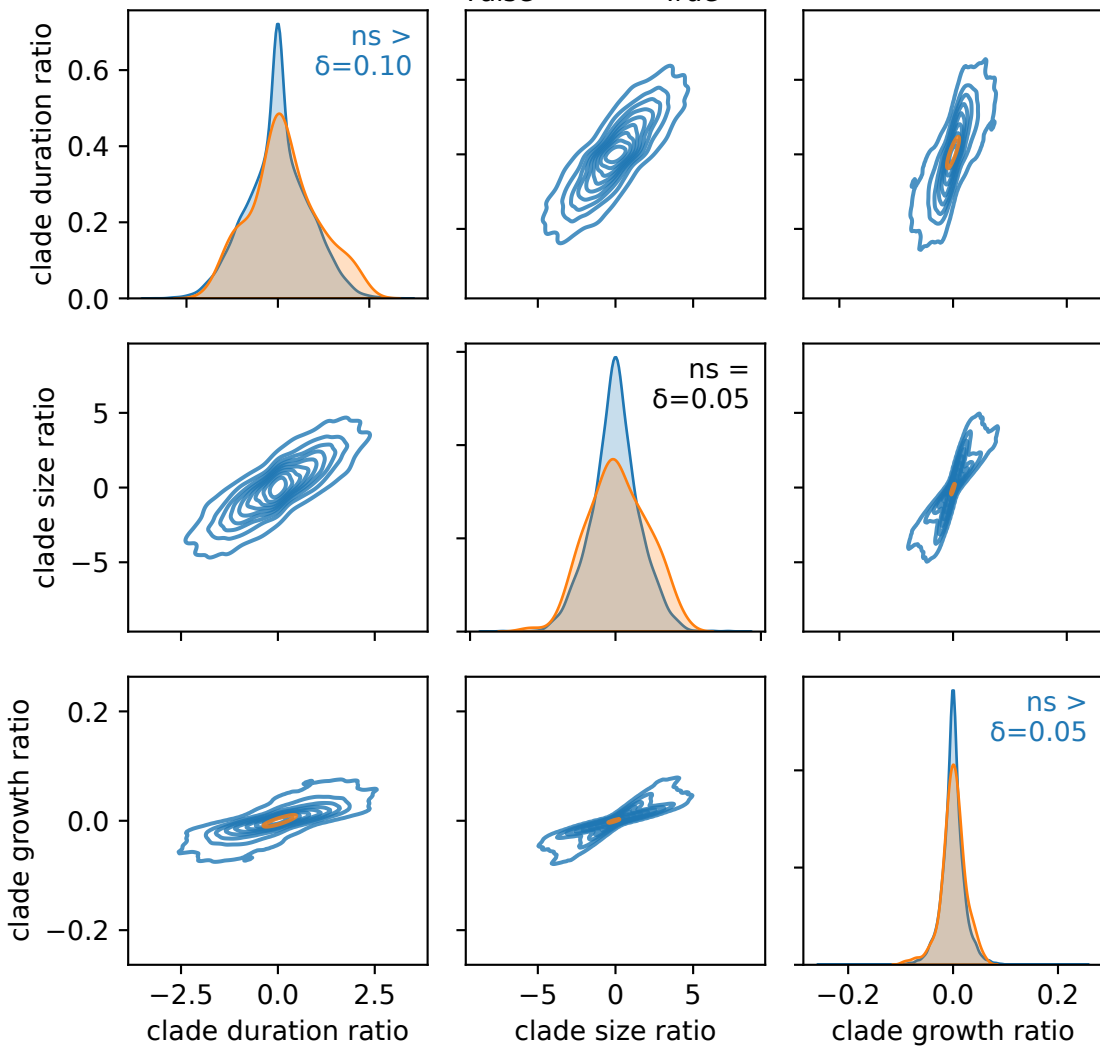 clade duration ratio
0.6
0.4
0.2
0.0
ns >
δ=0.10
clade size ratio
5
0
−5
ns =
δ=0.05
clade growth ratio
0.2
0.0
−0.2
ns >
δ=0.05
−2.5 0.0 2.5
clade duration ratio
−5 0 5
clade size ratio
−0.2 0.0 0.2
clade growth ratio